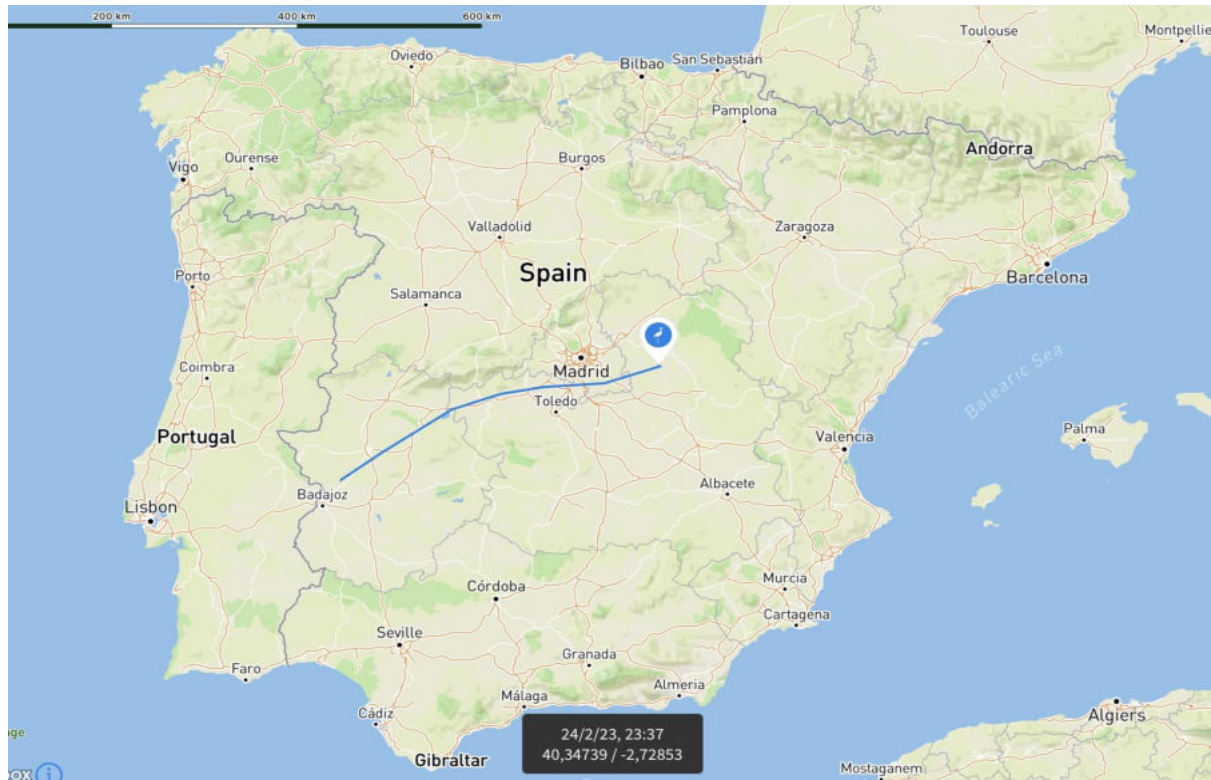 200 km
400 km
600 km
Toulouse
Montpellie
Oviedo
Bilbao
San Sebastián
Pamplona
Andorra
Vigo
Ourense
Burgos
Valladolid
Zaragoza
Spain
Barcelona
Porto
Salamanca
Coimbra
Madrid
Balearic Sea
Toledo
Portugal
Valencia
Palma
Badajoz
Albacete
Lisbon
Córdoba
Murcia
Cartagena
Seville
Granada
Faro
Almeria
Málaga
Cádiz
Algiers
24/2/23, 23:37
40,34739 / -2,72853
ge
Gibraltar
Mostaganem
ox i